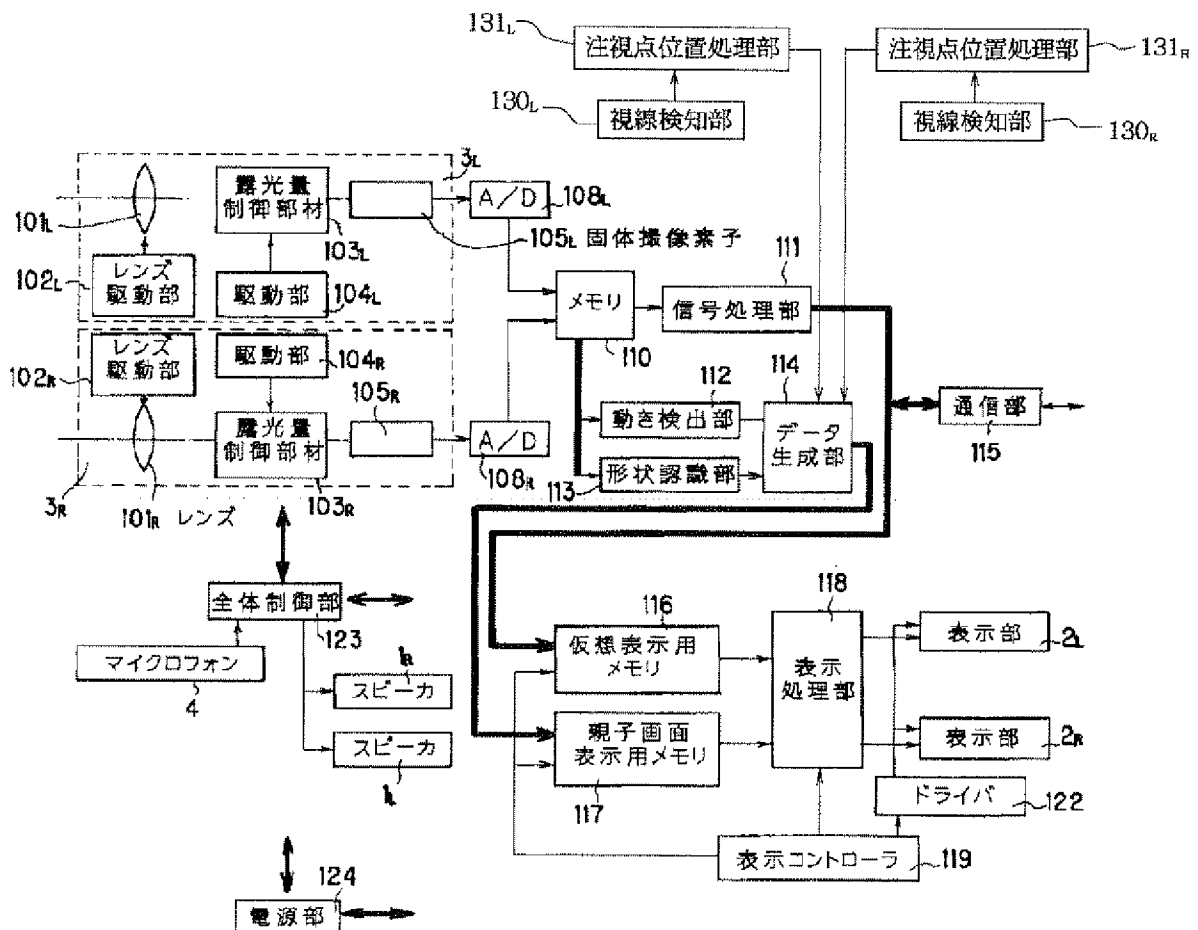 131L
注視点位置処理部
注視点位置処理部
131R
130L
視線検知部
視線検知部
130R
3L
露光量
制御部材
A/D
108L
101L
103L
105L 固体撮像素子
111
102L
レンズ
駆動部
駆動部
104L
メモリ
信号処理部
110
レンズ
駆動部
102R
駆動部
104R
105R
112
114
動き検出部
データ
生成部
通信部
115
露光量
制御部材
A/D
108R
113
形状認識部
3R
101R レンズ
103R
全体制御部
123
マイクロフォン
4
1R
スピーカ
スピーカ
1L
116
仮想表示用
メモリ
118
表示
処理部
表示部
2L
親子画面
表示用メモリ
117
表示部
2R
ドライバ
122
表示コントローラ
119
124
電源部